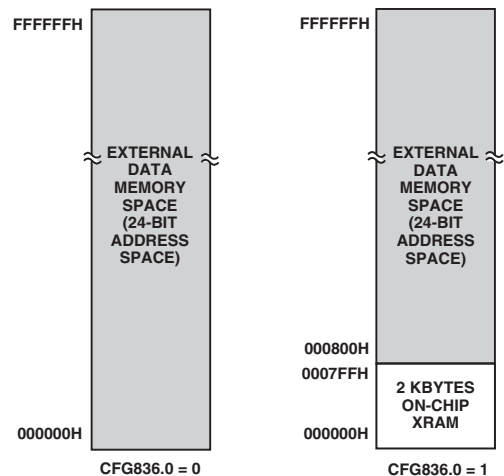 FFFFFFH
EXTERNAL
DATA
MEMORY
SPACE
(24-BIT
ADDRESS
SPACE)
000000H
CFG836.0 = 0
FFFFFFH
EXTERNAL
DATA
MEMORY
SPACE
(24-BIT
ADDRESS
SPACE)
000800H
0007FFH
2 KBYTES
ON-CHIP
XRAM
000000H
CFG836.0 = 1